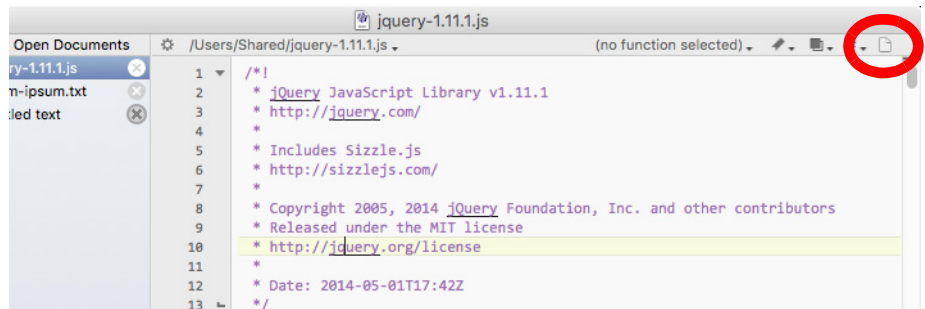 jquery-1.11.1.js
Open Documents
/Users/Shared/jquery-1.11.1.js
(no function selected)
ry-1.11.1.js
m-ipsum.txt
led text
1 /*!
2 * jQuery JavaScript Library v1.11.1
3 * http://jquery.com/
4 *
5 * Includes Sizzle.js
6 * http://sizzlejs.com/
7 *
8 * Copyright 2005, 2014 jQuery Foundation, Inc. and other contributors
9 * Released under the MIT license
10 * http://jquery.org/license
11 *
12 * Date: 2014-05-01T17:42Z
13 */